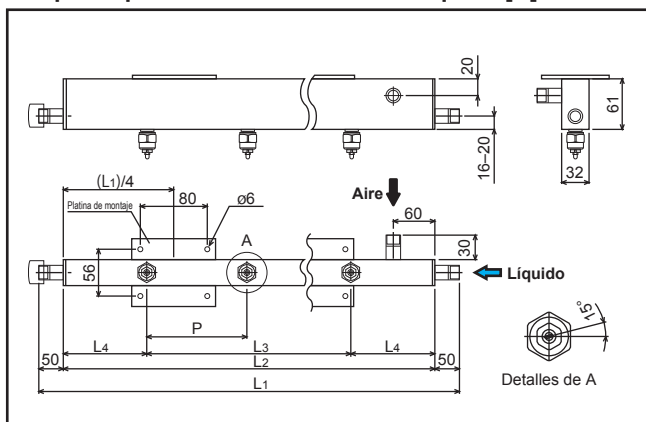 20
61
16–20
32
(L1)/4
80
ø6
Aire
60
Platina de montaje
A
30
56
Líquido
P
15°
L4
L3
L4
50
L2
50
L1
Detalles de A